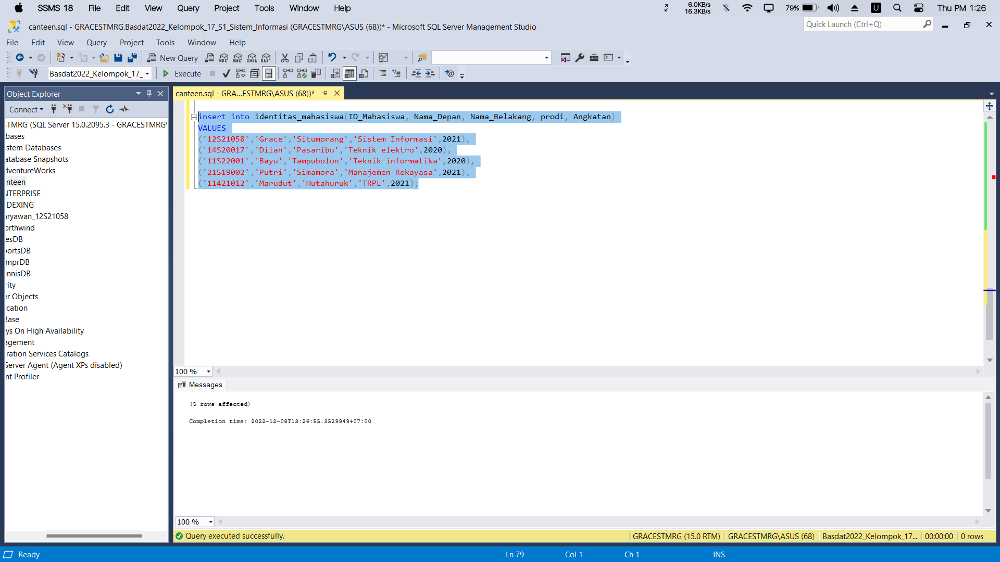 SSMS 18 File Edit View Query Project Tools Window Help 6.0KB/s 16.3KB/s 79% U Thu PM 1:26
canteen.sql - GRACESTMRG.Basdat2022_Kelompok_17_S1_Sistem_Informasi (GRACESTMRG\ASUS (68))* - Microsoft SQL Server Management Studio
Quick Launch (Ctrl+Q)
File Edit View Query Project Tools Window Help
New Query MDX DMX XMLA DAX
Basdat2022_Kelompok_17_ Execute
Object Explorer
canteen.sql - GRA...ESTMRG\ASUS (68))*
Connect
STMRG (SQL Server 15.0.2095.3 - GRACESTMRG\
bases
stem Databases
atabase Snapshots
dventureWorks
anteen
NTERPRISE
DEXING
aryawan_12S21058
orthwind
esDB
portsDB
mprDB
ennisDB
rity
er Objects
cation
Base
ys On High Availability
agement
ration Services Catalogs
Server Agent (Agent XPs disabled)
nt Profiler
insert into identitas_mahasiswa(ID_Mahasiswa, Nama_Depan, Nama_Belakang, prodi, Angkatan)
VALUES
('12S21058','Grace','Situmorang','Sistem Informasi',2021),
('14S20017','Dilan','Pasaribu','Teknik elektro',2020),
('11S22001','Bayu','Tampubolon','Teknik informatika',2020),
('21S19002','Putri','Simamora','Manajemen Rekayasa',2021),
('11421012','Marudut','Hutahuruk','TRPL',2021);
100 %
Messages
(5 rows affected)
Completion time: 2022-12-08T13:26:55.3529949+07:00
100 %
Query executed successfully. GRACESTMRG (15.0 RTM) GRACESTMRG\ASUS (68) Basdat2022_Kelompok_17... 00:00:00 0 rows
Ready Ln 79 Col 1 Ch 1 INS